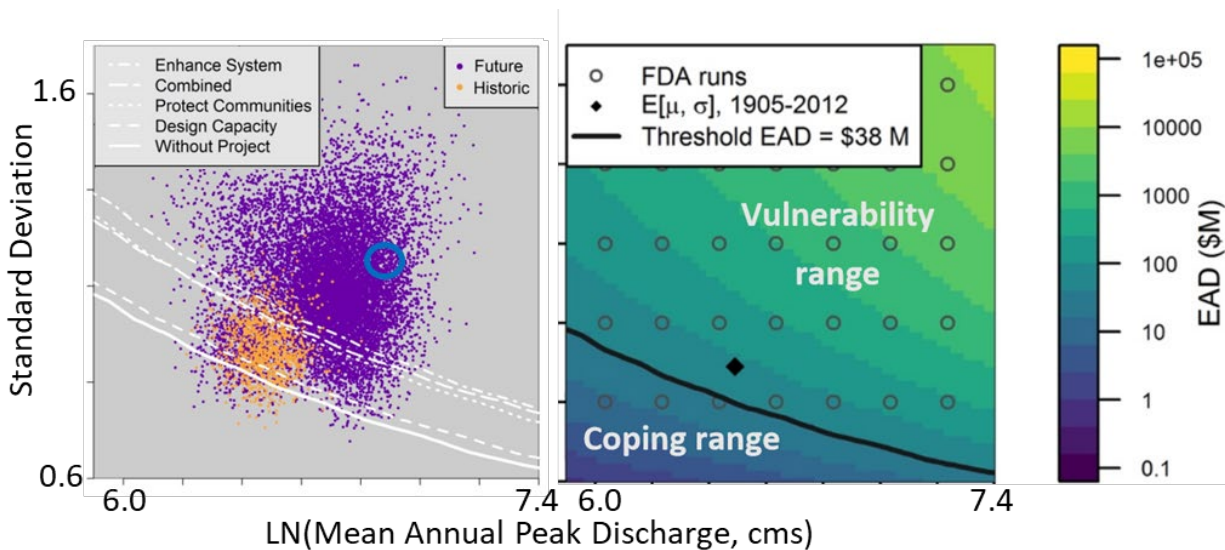 Enhance System
Combined
Protect Communities
Design Capacity
Without Project
Future
Historic
1.6
0.6
Standard Deviation
6.0
7.4
FDA runs
E[μ, σ], 1905-2012
Threshold EAD = $38 M
Vulnerability
range
Coping range
6.0
7.4
LN(Mean Annual Peak Discharge, cms)
1e+05
10000
1000
100
10
1
0.1
EAD ($M)